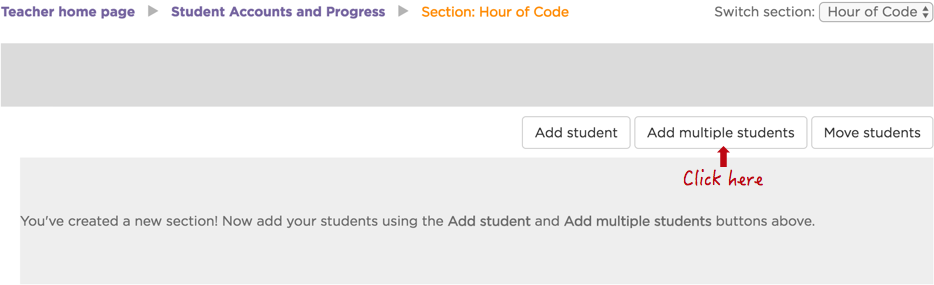 Teacher home page ▶ Student Accounts and Progress ▶ Section: Hour of Code Switch section: Hour of Code
Add student Add multiple students Move students
Click here
You've created a new section! Now add your students using the Add student and Add multiple students buttons above.